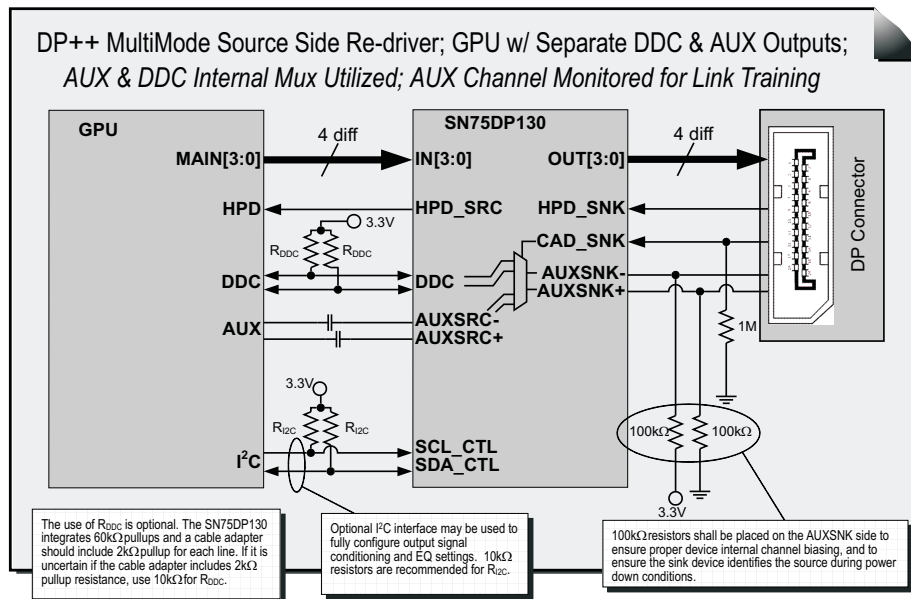 DP++ MultiMode Source Side Re-driver; GPU w/ Separate DDC & AUX Outputs;
AUX & DDC Internal Mux Utilized; AUX Channel Monitored for Link Training
GPU
SN75DP130
4 diff
4 diff
MAIN[3:0]
IN[3:0]
OUT[3:0]
HPD
HPD_SRC
HPD_SNK
3.3V
CAD_SNK
RDDC
RDDC
DDC
DDC
AUXSNK-
AUXSNK+
AUX
AUXSRC-
AUXSRC+
1M
DP Connector
3.3V
RI2C
RI2C
I2C
SCL_CTL
SDA_CTL
100kΩ
100kΩ
3.3V
The use of RDDC is optional. The SN75DP130
integrates 60kΩ pullups and a cable adapter
should include 2kΩ pullup for each line. If it is
uncertain if the cable adapter includes 2kΩ
pullup resistance, use 10kΩ for RDDC.
Optional I2C interface may be used to
fully configure output signal
conditioning and EQ settings. 10kΩ
resistors are recommended for RI2C.
100kΩ resistors shall be placed on the AUXSNK side to
ensure proper device internal channel biasing, and to
ensure the sink device identifies the source during power
down conditions.